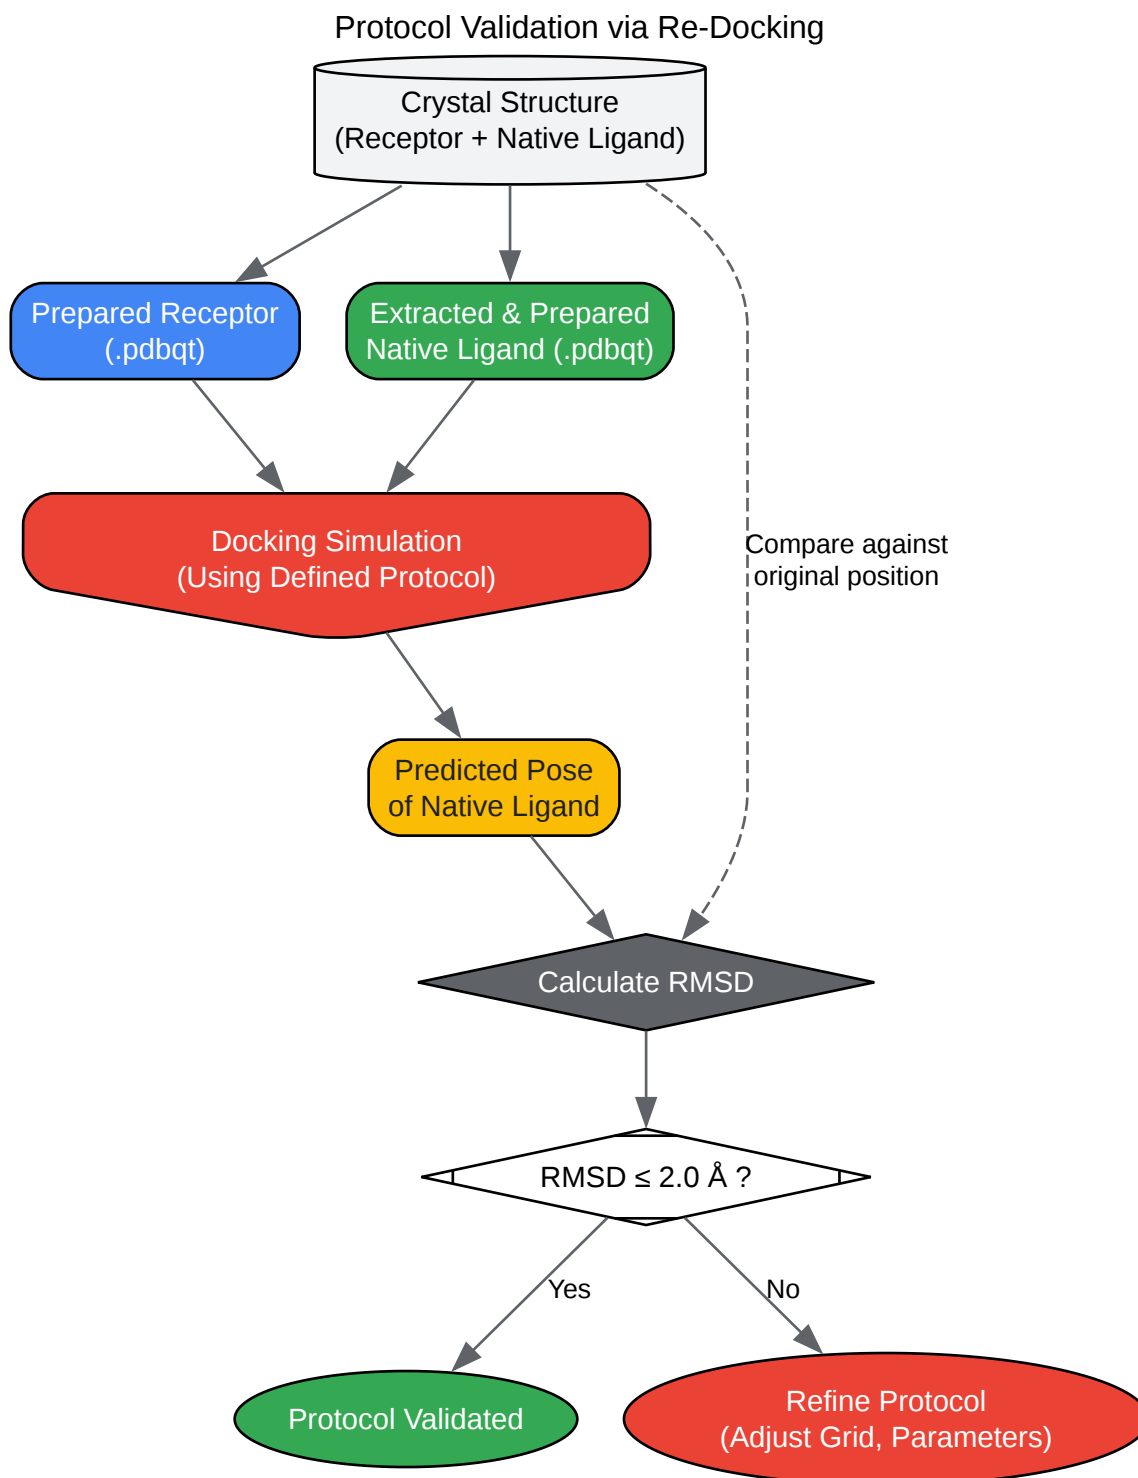 Protocol Validation via Re-Docking
Crystal Structure
(Receptor + Native Ligand)
Prepared Receptor
(.pdbqt)
Extracted & Prepared
Native Ligand (.pdbqt)
Docking Simulation
(Using Defined Protocol)
Compare against
original position
Predicted Pose
of Native Ligand
Calculate RMSD
RMSD ≤ 2.0 Å ?
Yes
No
Protocol Validated
Refine Protocol
(Adjust Grid, Parameters)